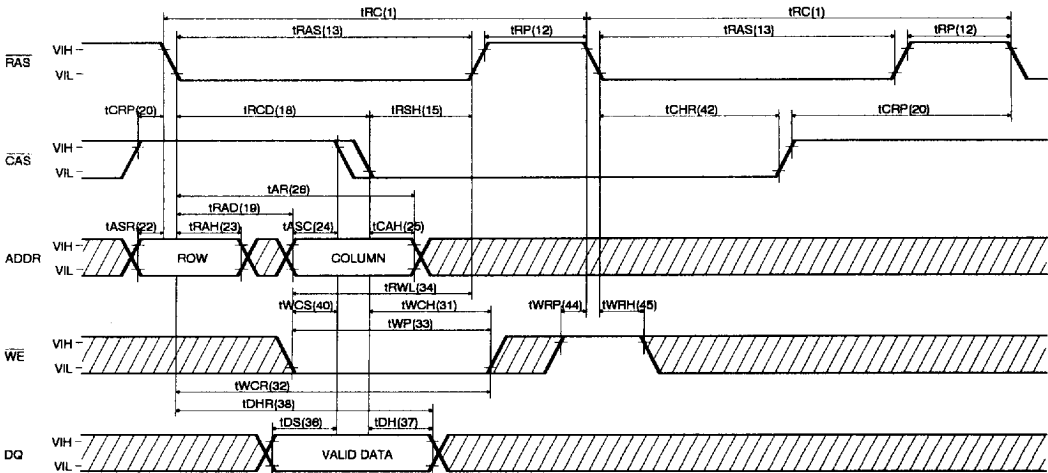 tRC(1) tRC(1)
tRAS(13) tRP(12) tRAS(13) tRP(12)
RAS VIH
VIL
tCRP(20) tRCD(18) tRSH(15) tCHR(42) tCRP(20)
CAS VIH
VIL
tAR(28)
tRAD(19)
tASR(22) tRAH(23) tASC(24) tCAH(25)
ADDR VIH ROW COLUMN
VIL
tRWL(34)
tWCS(40) tWCH(31) tWRP(44) tWRH(45)
tWP(33)
WE VIH
VIL
tWCR(32)
tDHR(38)
tDS(36) tDH(37)
DQ VIH VALID DATA
VIL